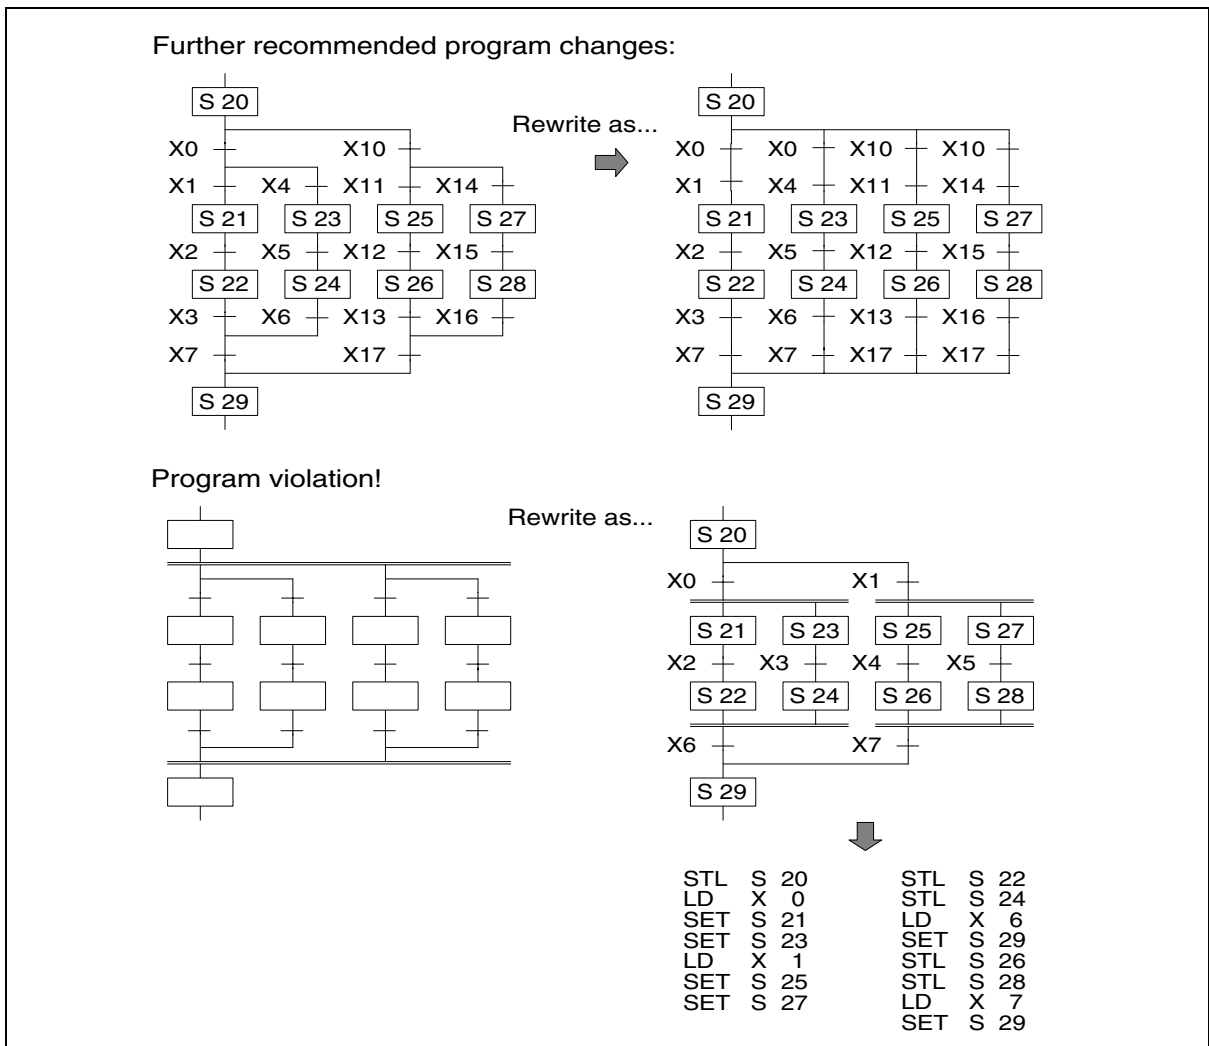 Further recommended program changes:
S 20
X0 X10
X1 X4 X11 X14
S 21 S 23 S 25 S 27
X2 X5 X12 X15
S 22 S 24 S 26 S 28
X3 X6 X13 X16
X7 X17
S 29
Rewrite as...
S 20
X0 X0 X10 X10
X1 X4 X11 X14
S 21 S 23 S 25 S 27
X2 X5 X12 X15
S 22 S 24 S 26 S 28
X3 X6 X13 X16
X7 X7 X17 X17
S 29
Program violation!
Rewrite as...
S 20
X0 X1
S 21 S 23 S 25 S 27
X2 X3 X4 X5
S 22 S 24 S 26 S 28
X6 X7
S 29
STL S 20
LD X 0
SET S 21
SET S 23
LD X 1
SET S 25
SET S 27
STL S 22
STL S 24
LD X 6
SET S 29
STL S 26
STL S 28
LD X 7
SET S 29